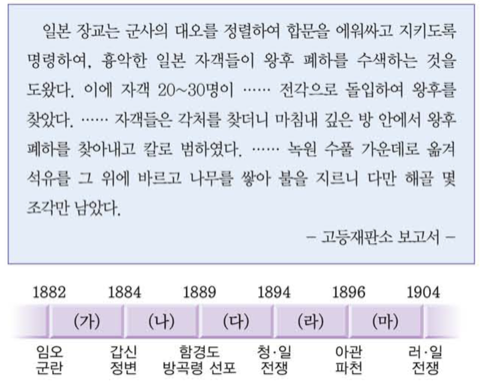 일본 장교는 군사의 대오를 정렬하여 합문을 에워싸고 지키도록
명령하여, 흉악한 일본 자객들이 왕후 폐하를 수색하는 것을
도왔다. 이에 자객 20~30명이 …… 전각으로 돌입하여 왕후를
찾았다. …… 자객들은 각처를 찾더니 마침내 깊은 방 안에서 왕후
폐하를 찾아내고 칼로 범하였다. …… 녹원 수풀 가운데로 옮겨
석유를 그 위에 바르고 나무를 쌓아 불을 지르니 다만 해골 몇
조각만 남았다.
- 고등재판소 보고서 -
1882 1884 1889 1894 1896 1904
(가) (나) (다) (라) (마)
임오 갑신 함경도 청·일 아관 러·일
군란 정변 방곡령 선포 전쟁 파천 전쟁